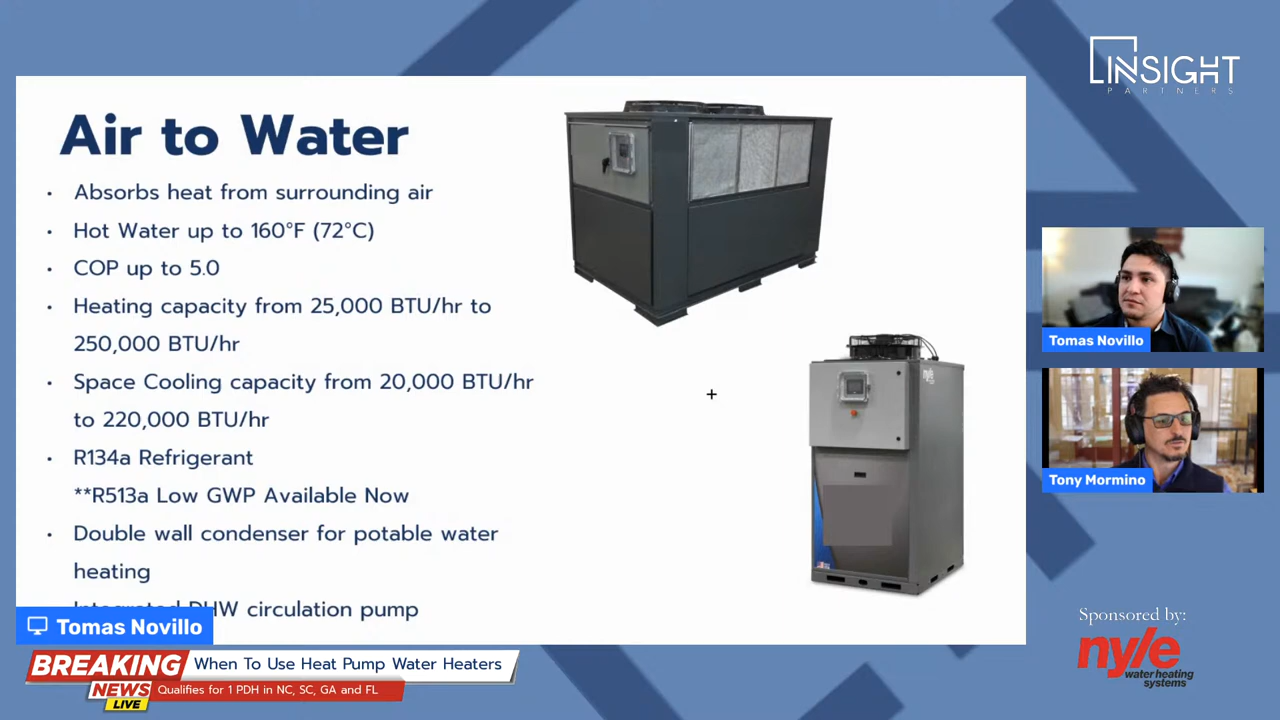 INSIGHT
PARTNERS
Air to Water
• Absorbs heat from surrounding air
• Hot Water up to 160°F (72°C)
• COP up to 5.0
• Heating capacity from 25,000 BTU/hr to
250,000 BTU/hr
• Space Cooling capacity from 20,000 BTU/hr
to 220,000 BTU/hr
• R134a Refrigerant
**R513a Low GWP Available Now
• Double wall condenser for potable water
heating
Integrated DHW circulation pump
nyle
Tomas Novillo
Tony Mormino
Tomas Novillo
BREAKING
NEWS
LIVE
When To Use Heat Pump Water Heaters
Qualifies for 1 PDH in NC, SC, GA and FL
Sponsored by:
nyle
water heating
systems